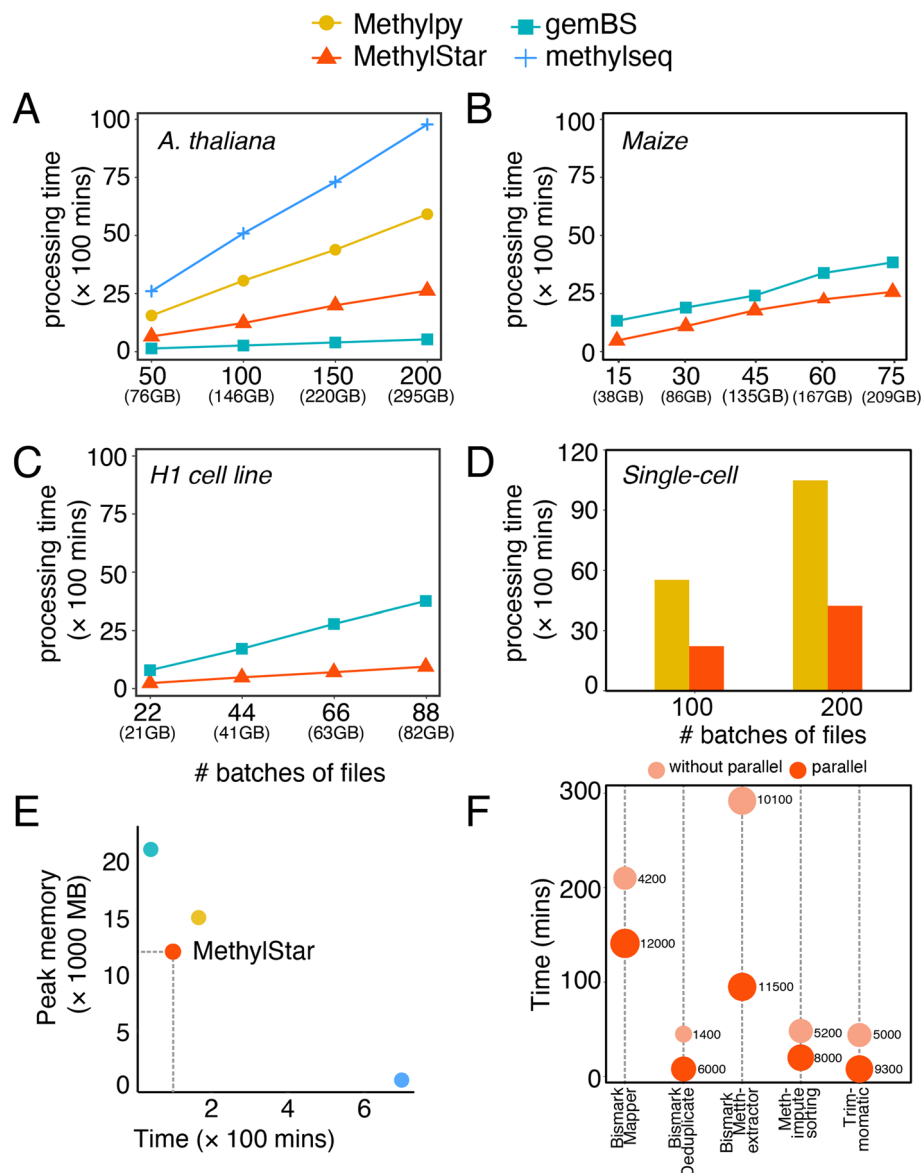 Methylpy gemBS
MethylStar methylseq
A
A. thaliana
processing time
(× 100 mins)
100
75
50
25
0
50 100 150 200
(76GB) (146GB) (220GB) (295GB)
B
Maize
processing time
(× 100 mins)
100
75
50
25
0
15 30 45 60 75
(38GB) (86GB) (135GB) (167GB) (209GB)
C
H1 cell line
processing time
(× 100 mins)
100
75
50
25
0
22 44 66 88
(21GB) (41GB) (63GB) (82GB)
# batches of files
D
Single-cell
processing time
(× 100 mins)
120
90
60
30
0
100 200
# batches of files
E
Peak memory
(× 1000 MB)
20
15
10
5
0
MethylStar
2 4 6
Time (× 100 mins)
F
without parallel parallel
Time (mins)
300
200
100
0
10100
4200
12000
11500
1400
6000
5200
8000
5000
9300
Bismark
Mapper
Bismark
Deduplicate
Bismark
Meth-
extractor
Meth-
impute
sorting
Trim-
momatic